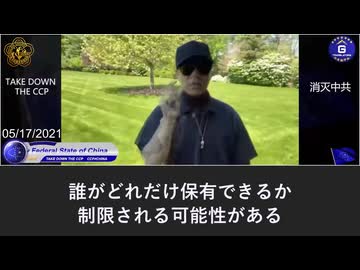 TAKE DOWN
THE CCP
消灭中共
05/17/2021
Federal State of China
TAKE DOWN THE CCP CCP≠CHINA
誰がどれだけ保有できるか
制限される可能性がある